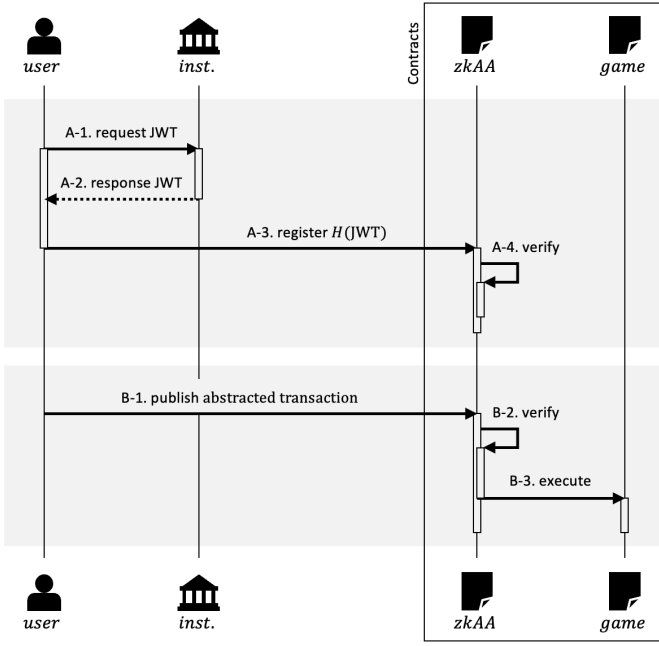 user
inst.
Contracts
zkAA
game
A-1. request JWT
A-2. response JWT
A-3. register H(JWT)
A-4. verify
B-1. publish abstracted transaction
B-2. verify
B-3. execute
user
inst.
zkAA
game